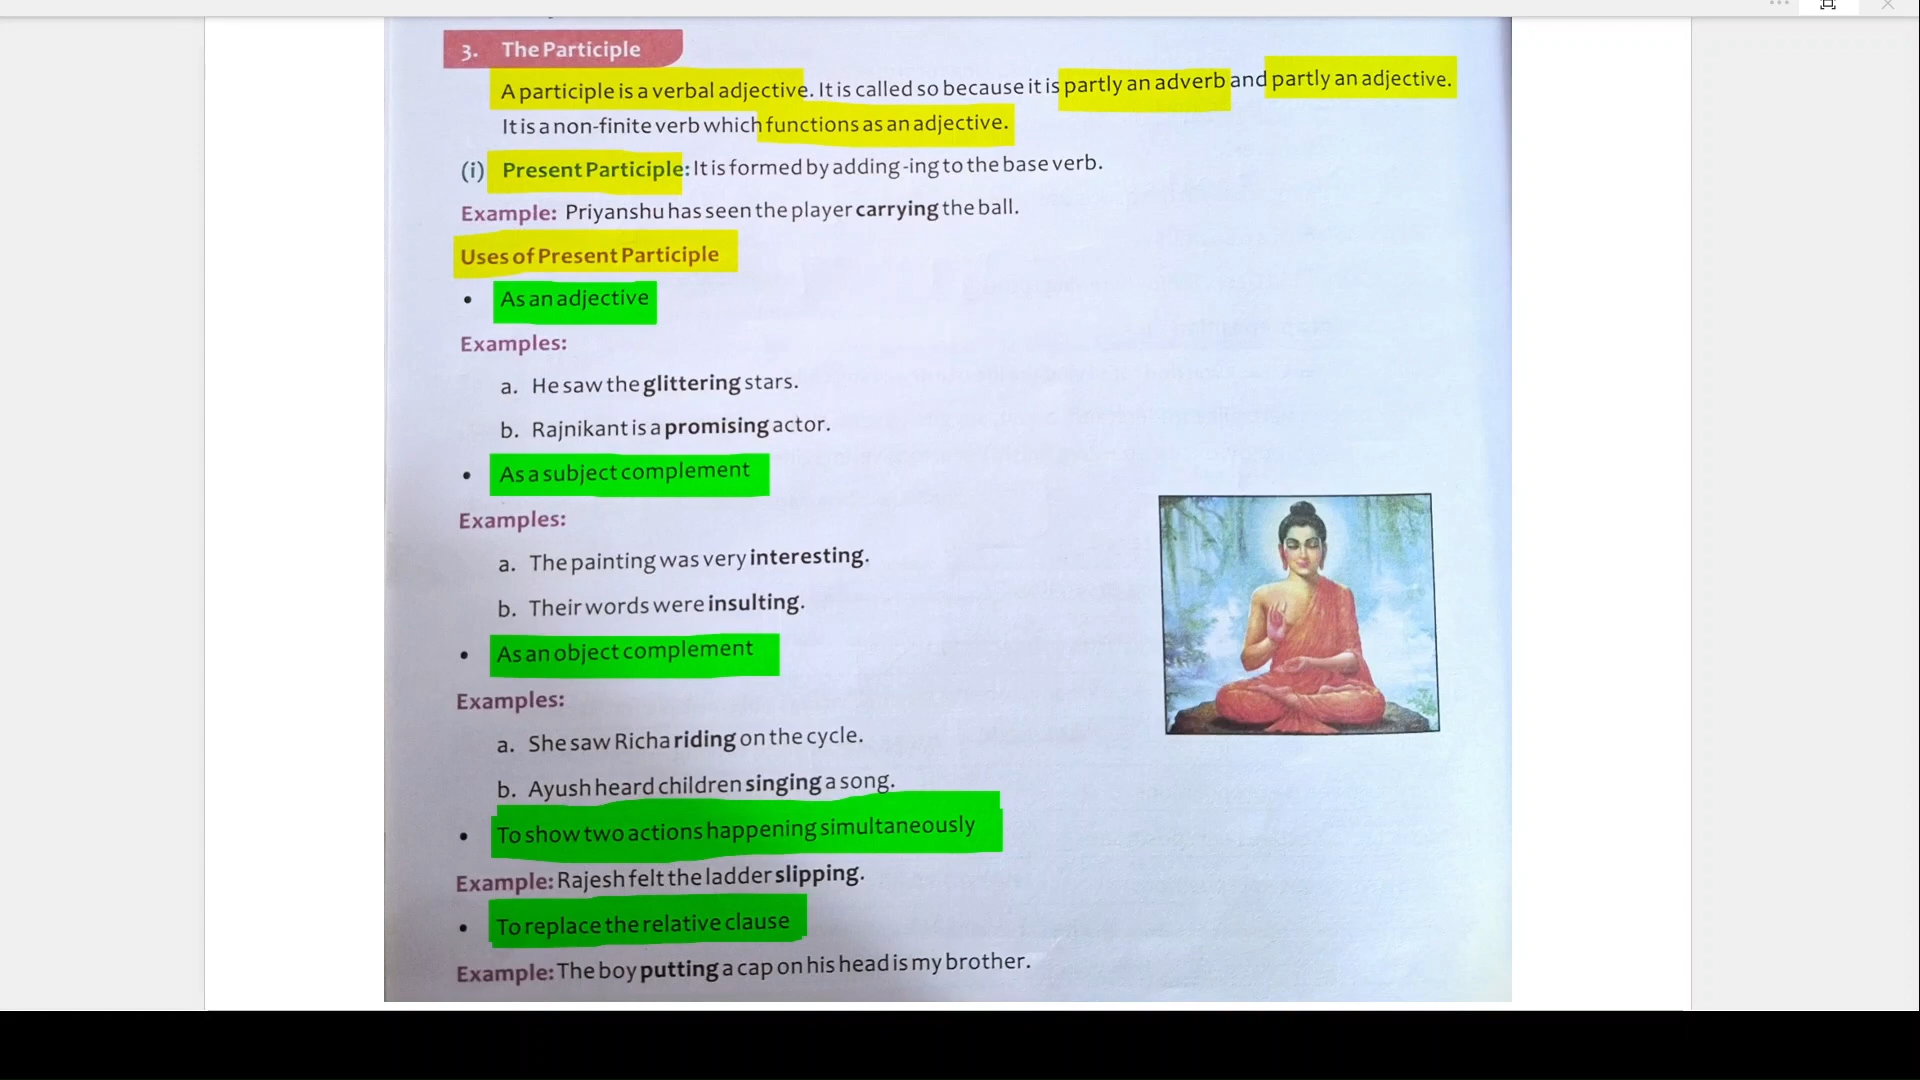 3. The Participle
A participle is a verbal adjective. It is called so because it is partly an adverb and partly an adjective.
It is a non-finite verb which functions as an adjective.
(i) Present Participle: It is formed by adding -ing to the base verb.
Example: Priyanshu has seen the player carrying the ball.
Uses of Present Participle
• As an adjective
Examples:
a. He saw the glittering stars.
b. Rajnikant is a promising actor.
• As a subject complement
Examples:
a. The painting was very interesting.
b. Their words were insulting.
• As an object complement
Examples:
a. She saw Richa riding on the cycle.
b. Ayush heard children singing a song.
• To show two actions happening simultaneously
Example: Rajesh felt the ladder slipping.
• To replace the relative clause
Example: The boy putting a cap on his head is my brother.